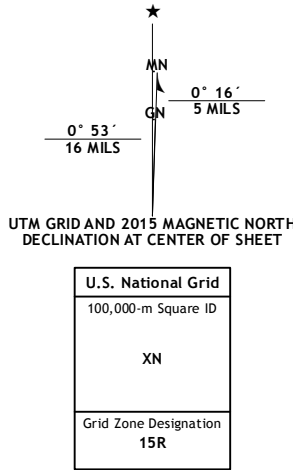 ★
MN
0° 16´
5 MILS
GN
0° 53´
16 MILS
UTM GRID AND 2015 MAGNETIC NORTH
DECLINATION AT CENTER OF SHEET
U.S. National Grid
100,000-m Square ID
XN
Grid Zone Designation
15R